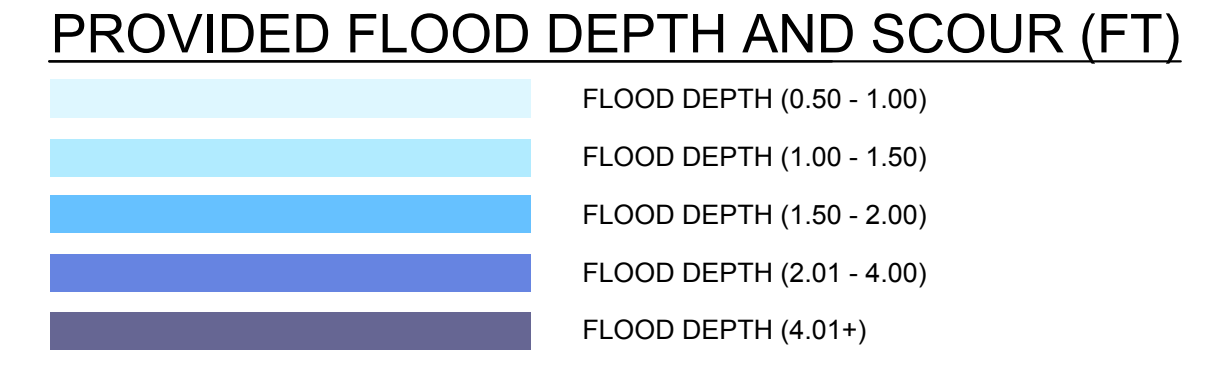 PROVIDED FLOOD DEPTH AND SCOUR (FT)
FLOOD DEPTH (0.50 - 1.00)
FLOOD DEPTH (1.00 - 1.50)
FLOOD DEPTH (1.50 - 2.00)
FLOOD DEPTH (2.01 - 4.00)
FLOOD DEPTH (4.01+)